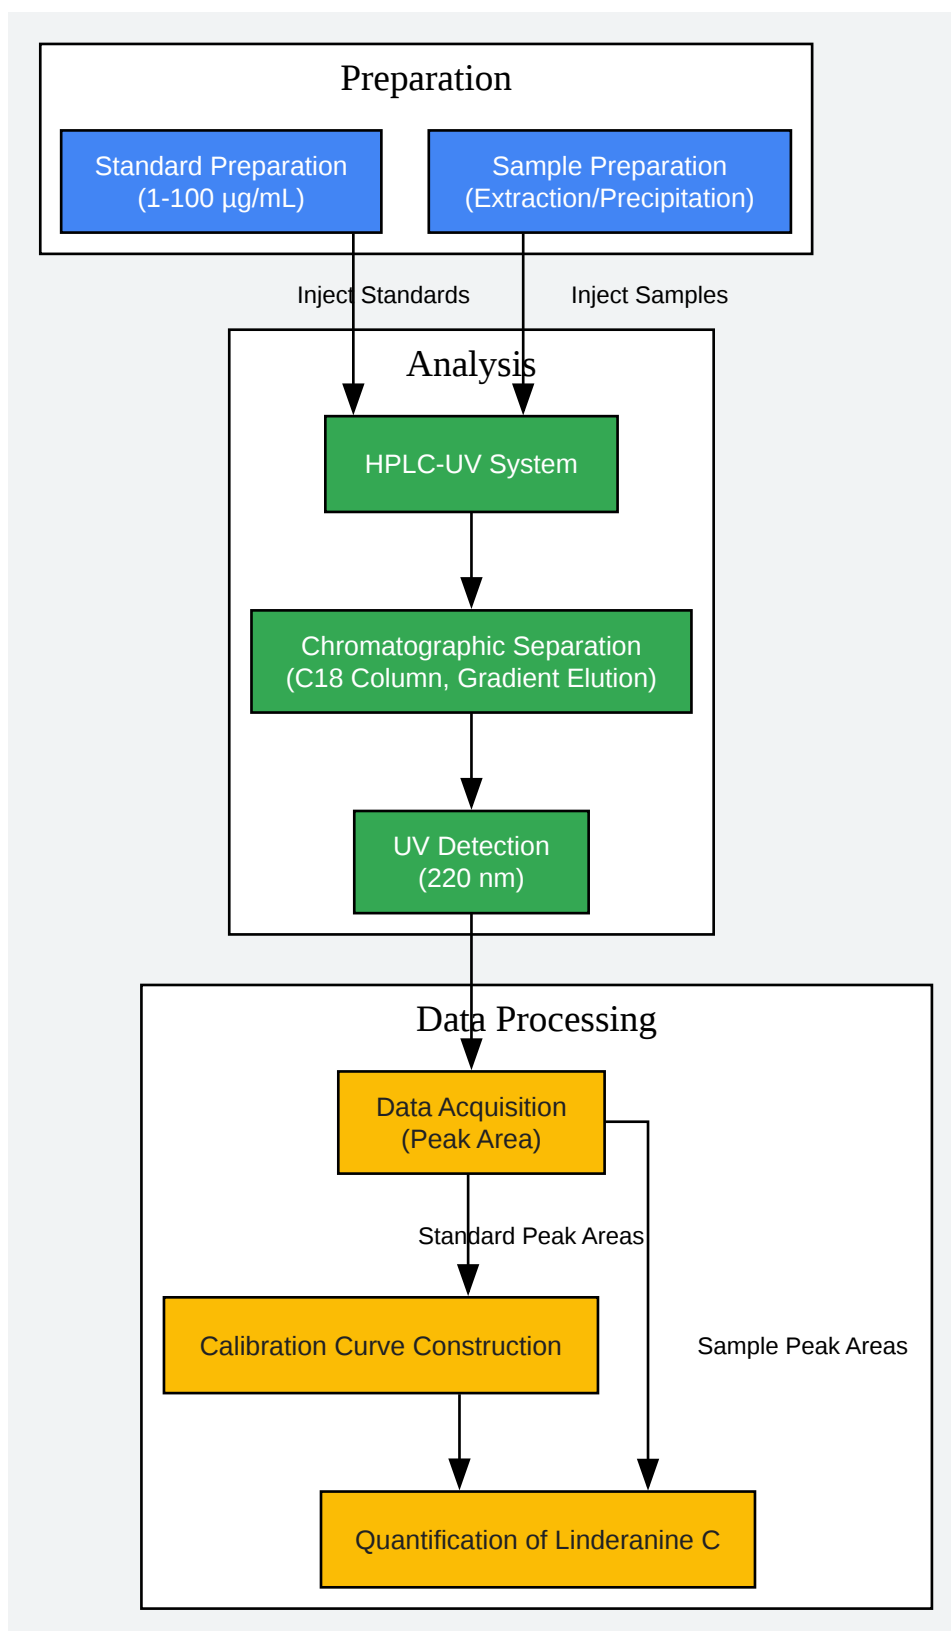 Preparation
Standard Preparation
(1-100 µg/mL)
Sample Preparation
(Extraction/Precipitation)
Inject Standards
Inject Samples
Analysis
HPLC-UV System
Chromatographic Separation
(C18 Column, Gradient Elution)
UV Detection
(220 nm)
Data Processing
Data Acquisition
(Peak Area)
Standard Peak Areas
Calibration Curve Construction
Sample Peak Areas
Quantification of Linderanine C